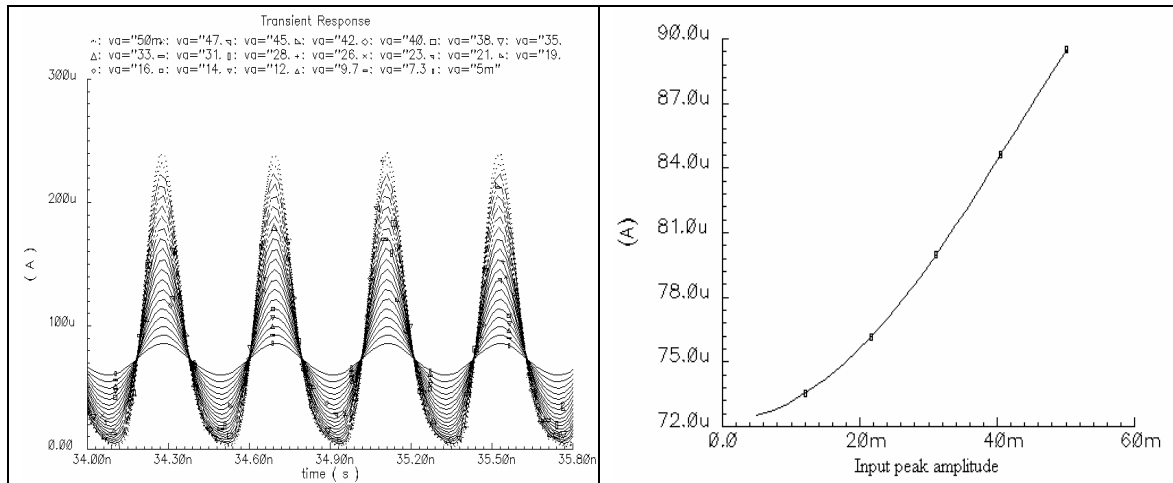 Transient Response
va="50m va="47. va="45. va="42. va="40. va="38. va="35.
va="33. va="31. va="28. va="26. va="23. va="21. va="19.
va="16. va="14. va="12. va="9.7 va="7.3 va="5m"
300u
200u
100u
0.00
( A )
34.00n 34.30n 34.60n 34.90n 35.20n 35.50n 35.80n
time ( s )
90.0u
87.0u
84.0u
81.0u
78.0u
75.0u
72.0u
(A)
0.0 20m 40m 60m
Input peak amplitude